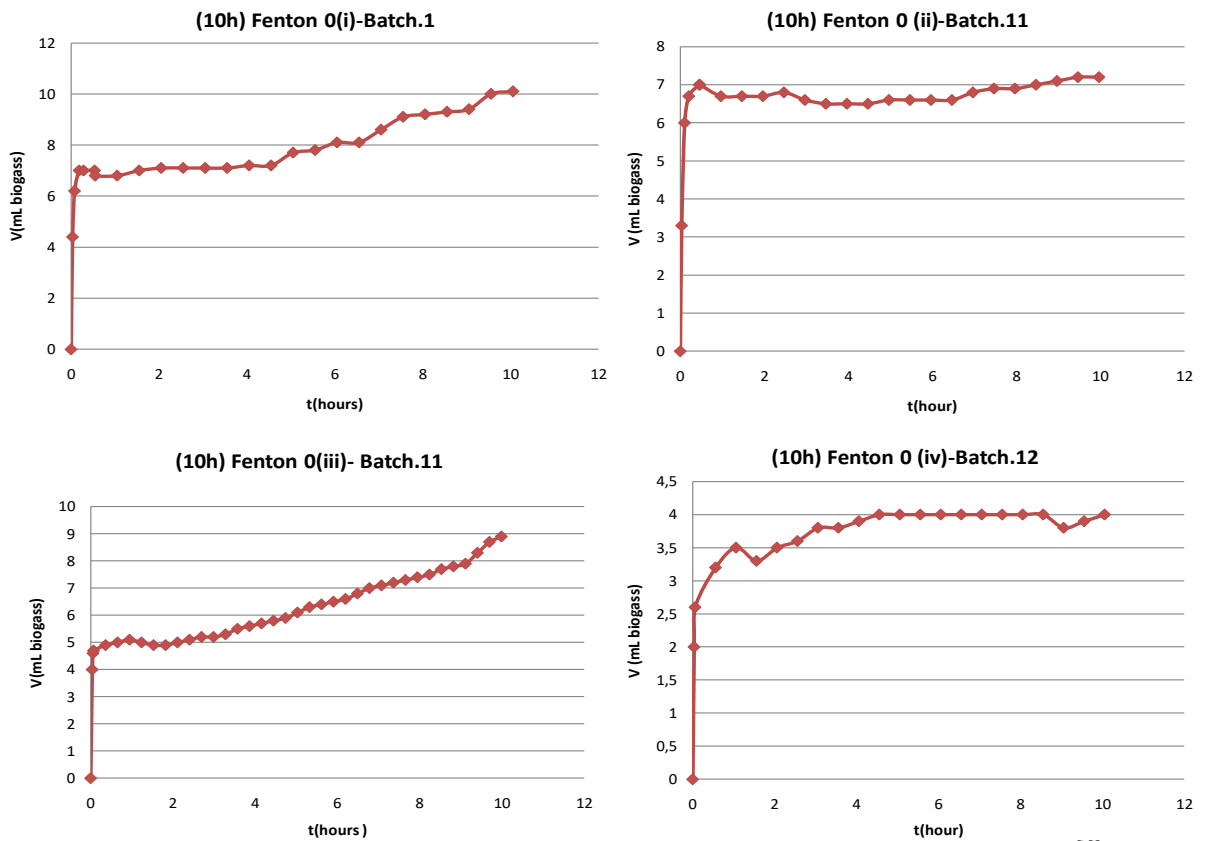 (10h) Fenton 0(i)-Batch.1
12
10
8
6
4
2
0
V(mL biogass)
0 2 4 6 8 10 12
t(hours)
(10h) Fenton 0 (ii)-Batch.11
8
7
6
5
4
3
2
1
0
V (mL biogass)
0 2 4 6 8 10 12
t(hour)
(10h) Fenton 0(iii)- Batch.11
10
9
8
7
6
5
4
3
2
1
0
V(mL biogass)
0 2 4 6 8 10 12
t(hours )
(10h) Fenton 0 (iv)-Batch.12
4,5
4
3,5
3
2,5
2
1,5
1
0,5
0
V (mL biogass)
0 2 4 6 8 10 12
t(hour)